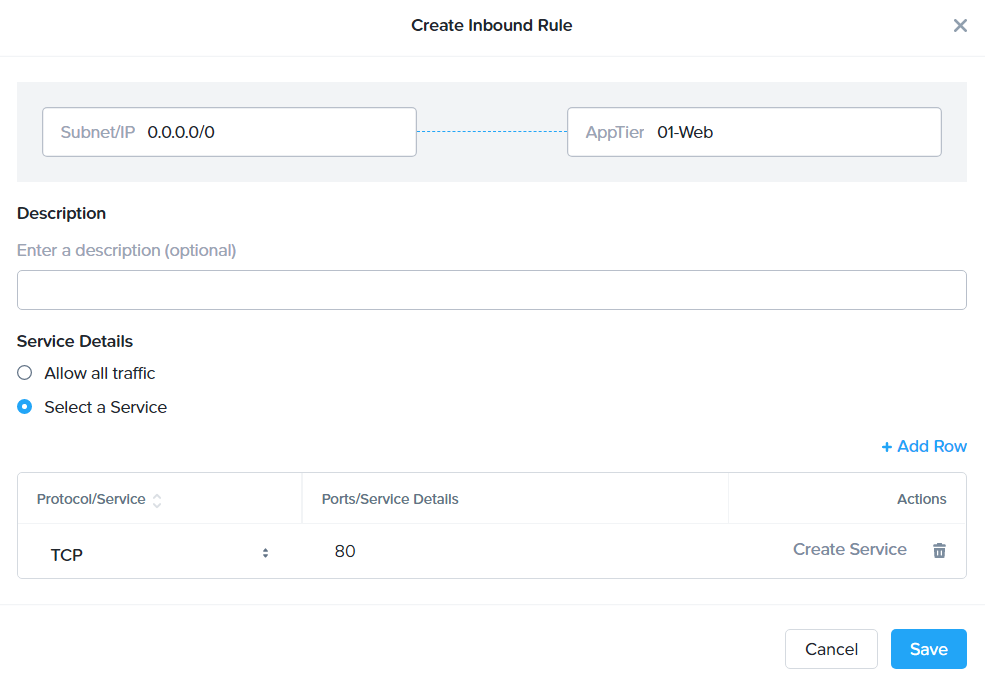 Create Inbound Rule
Subnet/IP 0.0.0.0/0
AppTier 01-Web
Description
Enter a description (optional)
Service Details
Allow all traffic
Select a Service
+ Add Row
Protocol/Service Ports/Service Details Actions
TCP 80 Create Service
Cancel Save